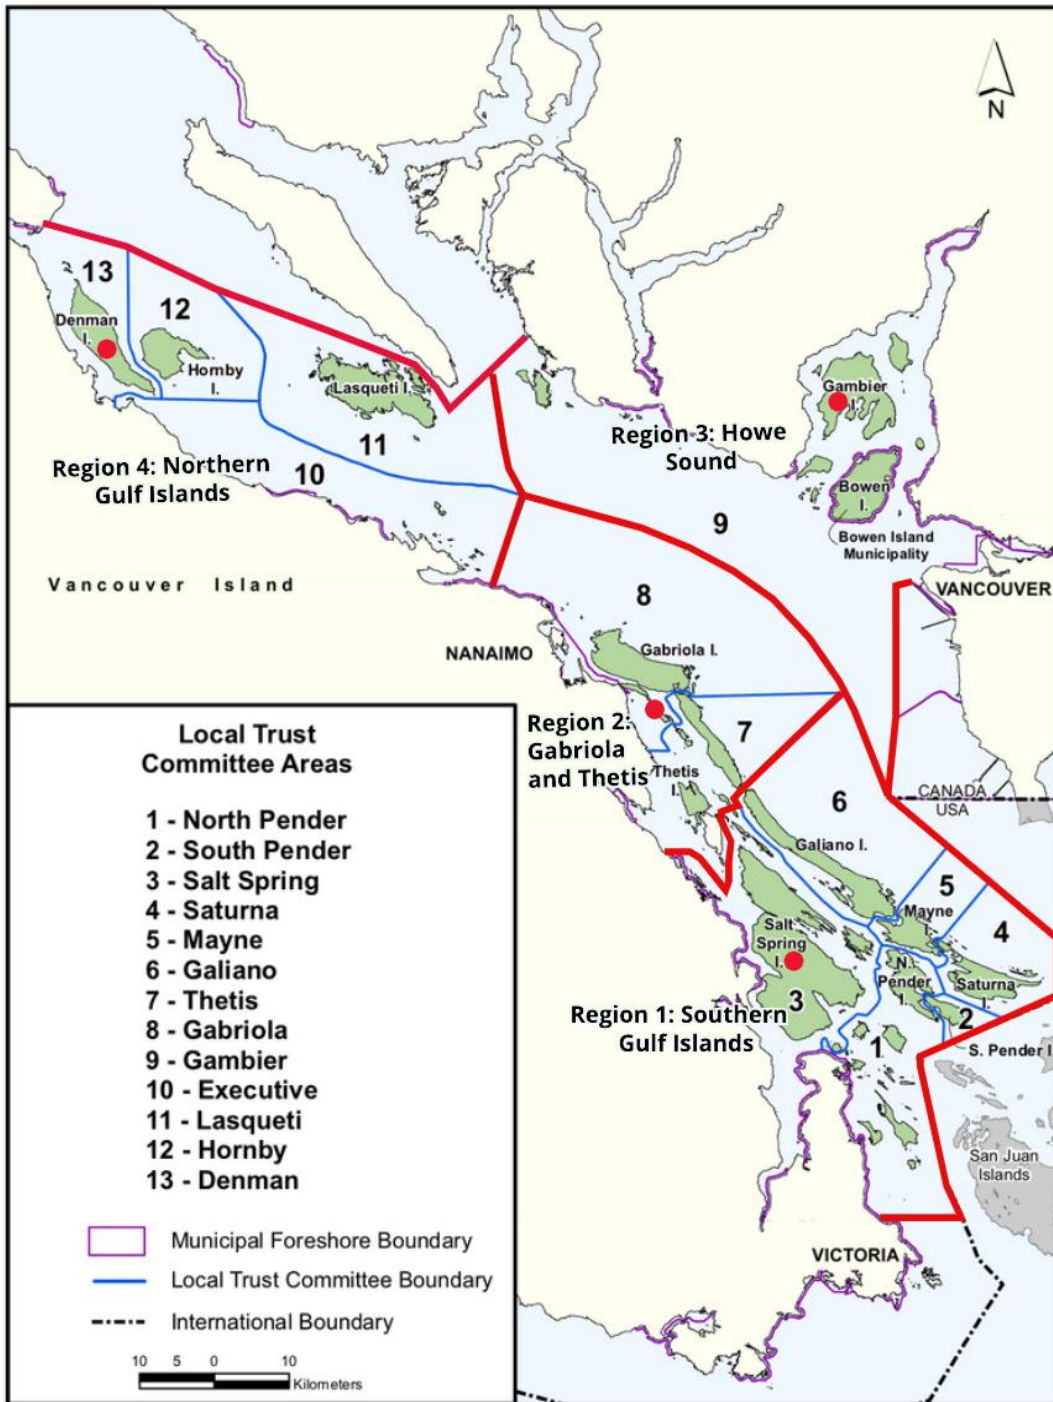 N
13
12
Denman
I.
Hornby
I.
Lasqueti I.
11
10
Region 4: Northern
Gulf Islands
Gambier
I.
Region 3: Howe
Sound
Bowen
I.
9
Bowen Island
Municipality
Vancouver Island
VANCOUVER
8
NANAIMO
Gabriola I.
Region 2:
Gabriola
and Thetis
7
Thetis
I.
CANADA
USA
6
Galiano I.
5
Mayne
I.
4
Salt
Spring
I.
N.
Pender
I.
Saturna
I.
3
2
Region 1: Southern
Gulf Islands
1
S. Pender I.
San Juan
Islands
VICTORIA
Local Trust
Committee Areas
1 - North Pender
2 - South Pender
3 - Salt Spring
4 - Saturna
5 - Mayne
6 - Galiano
7 - Thetis
8 - Gabriola
9 - Gambier
10 - Executive
11 - Lasqueti
12 - Hornby
13 - Denman
Municipal Foreshore Boundary
Local Trust Committee Boundary
International Boundary
10 5 0 10
Kilometers